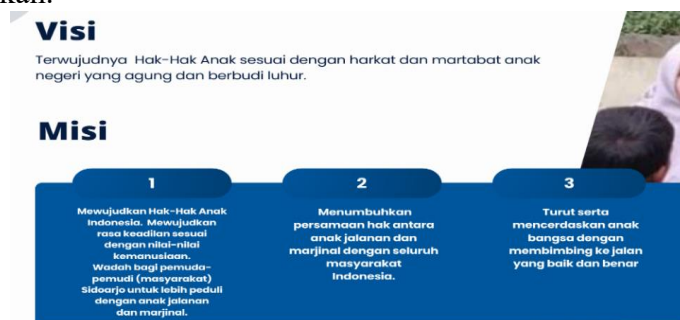 Visi
Terwujudnya Hak-Hak Anak sesuai dengan harkat dan martabat anak
negeri yang agung dan berbudi luhur.
Misi
1
Mewujudkan Hak-Hak Anak
Indonesia. Mewujudkan
rasa keadilan sesuai
dengan nilai-nilai
kemanusiaan.
Wadah bagi pemuda-
pemudi (masyarakat)
Sidoarjo untuk lebih peduli
dengan anak jalanan
dan marjinal.
2
Menumbuhkan
persamaan hak antara
anak jalanan dan
marjinal dengan seluruh
masyarakat
Indonesia.
3
Turut serta
mencerdaskan anak
bangsa dengan
membimbing ke jalan
yang baik dan benar